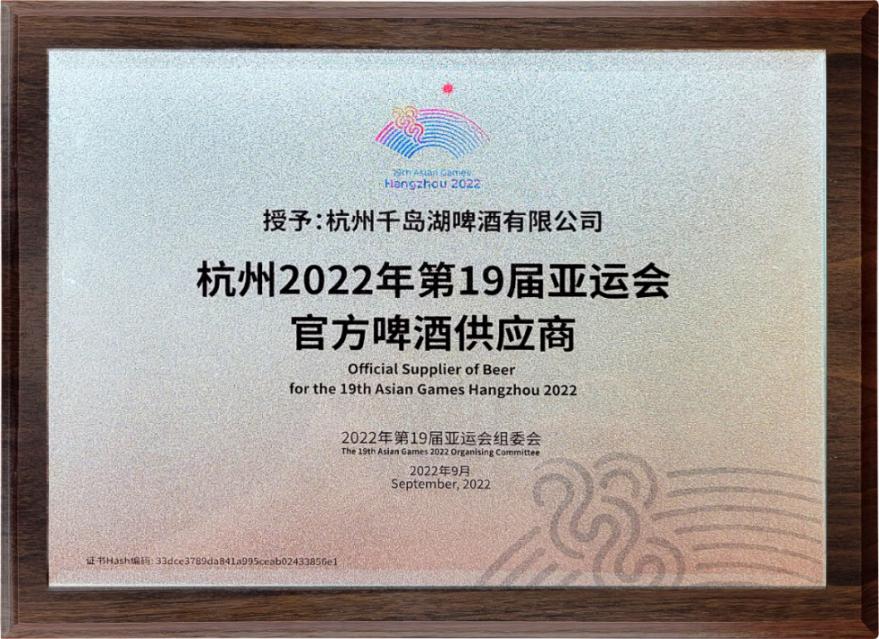 19th Asian Games
Hangzhou 2022
授予:杭州千岛湖啤酒有限公司
杭州2022年第19届亚运会
官方啤酒供应商
Official Supplier of Beer
for the 19th Asian Games Hangzhou 2022
2022年第19届亚运会组委会
The 19th Asian Games 2022 Organising Committee
2022年9月
September, 2022
证书Hash编码: 33dce3789da841a995ceab02433856e1